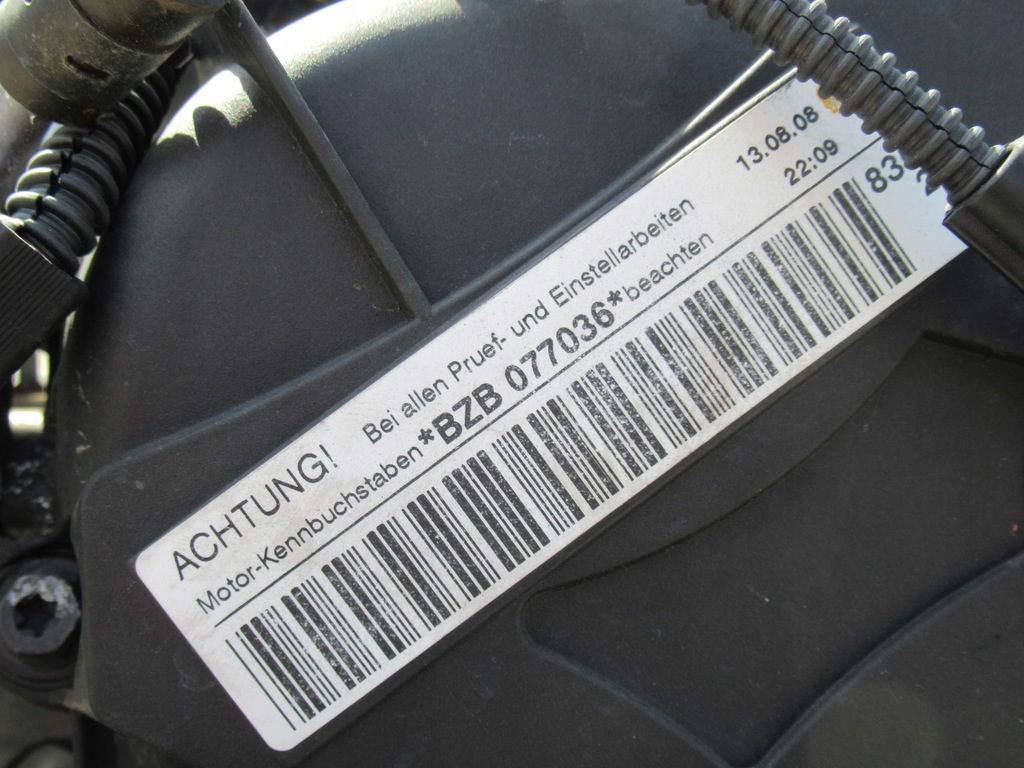 ACHTUNG! Bei allen Pruef- und Einstellarbeiten 13.08.08
Motor-Kennbuchstaben *BZB 077036* beachten 22:09